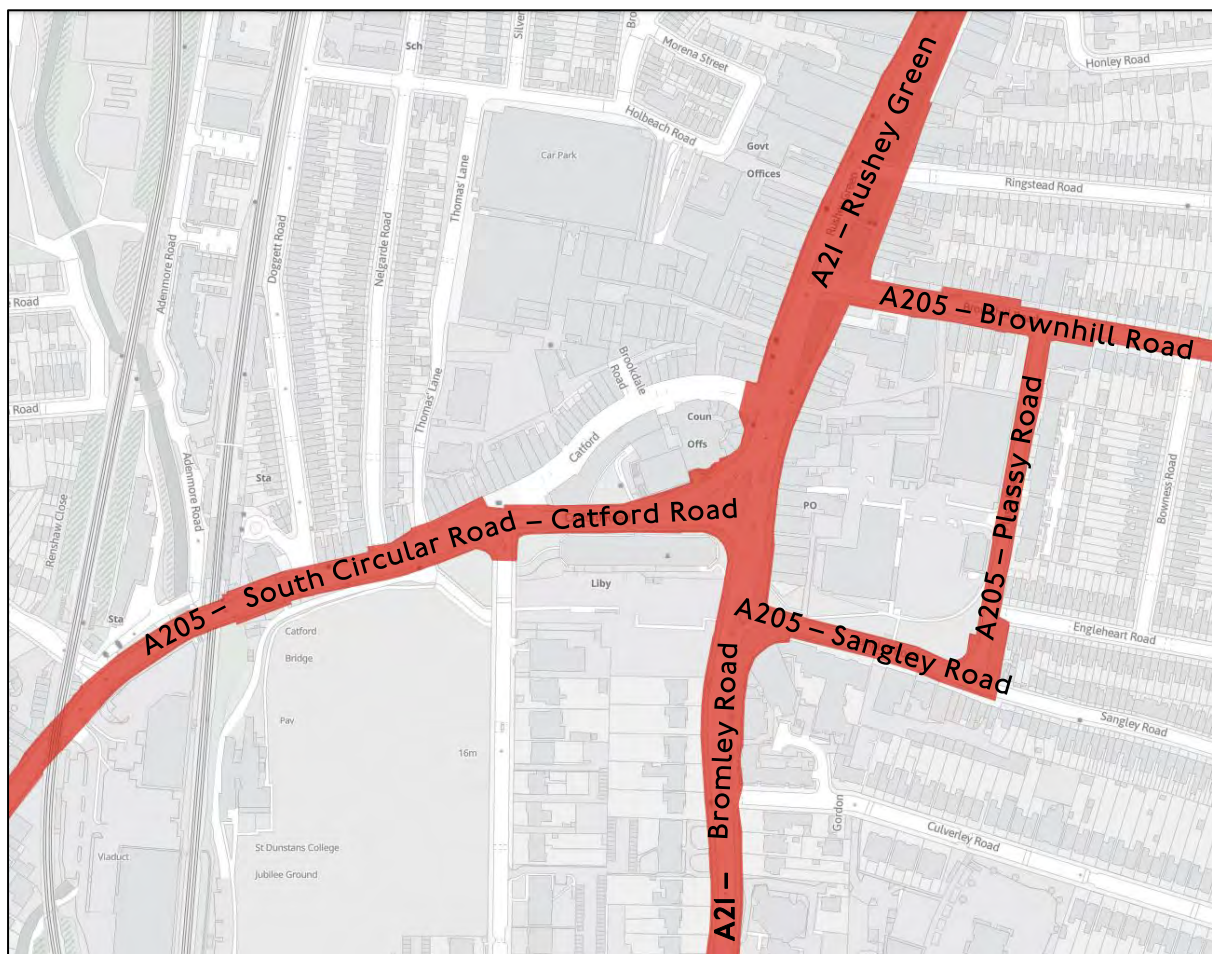 Morena Street
Honley Road
Sch
Silver
Bro
Holbeach Road
Car Park
Govt
Offices
A21 – Rushey Green
Ringstead Road
Adenmore Road
Doggett Road
Nelgarde Road
Thomas' Lane
e Road
Road
A205 – Brownhill Road
Brookdale
Road
Thomas' Lane
Coun
Offs
Catford
A205 – Plassy Road
Bowness Road
Adenmore Road
Sta
Renshaw Close
PO
A205 – South Circular Road – Catford Road
Liby
Sta
Catford
Bridge
A205 – Sangley Road
Engleheart Road
Sangley Road
Pav
16m
A21 – Bromley Road
Gordon
Culverley Road
Viaduct
St Dunstans College
Jubilee Ground